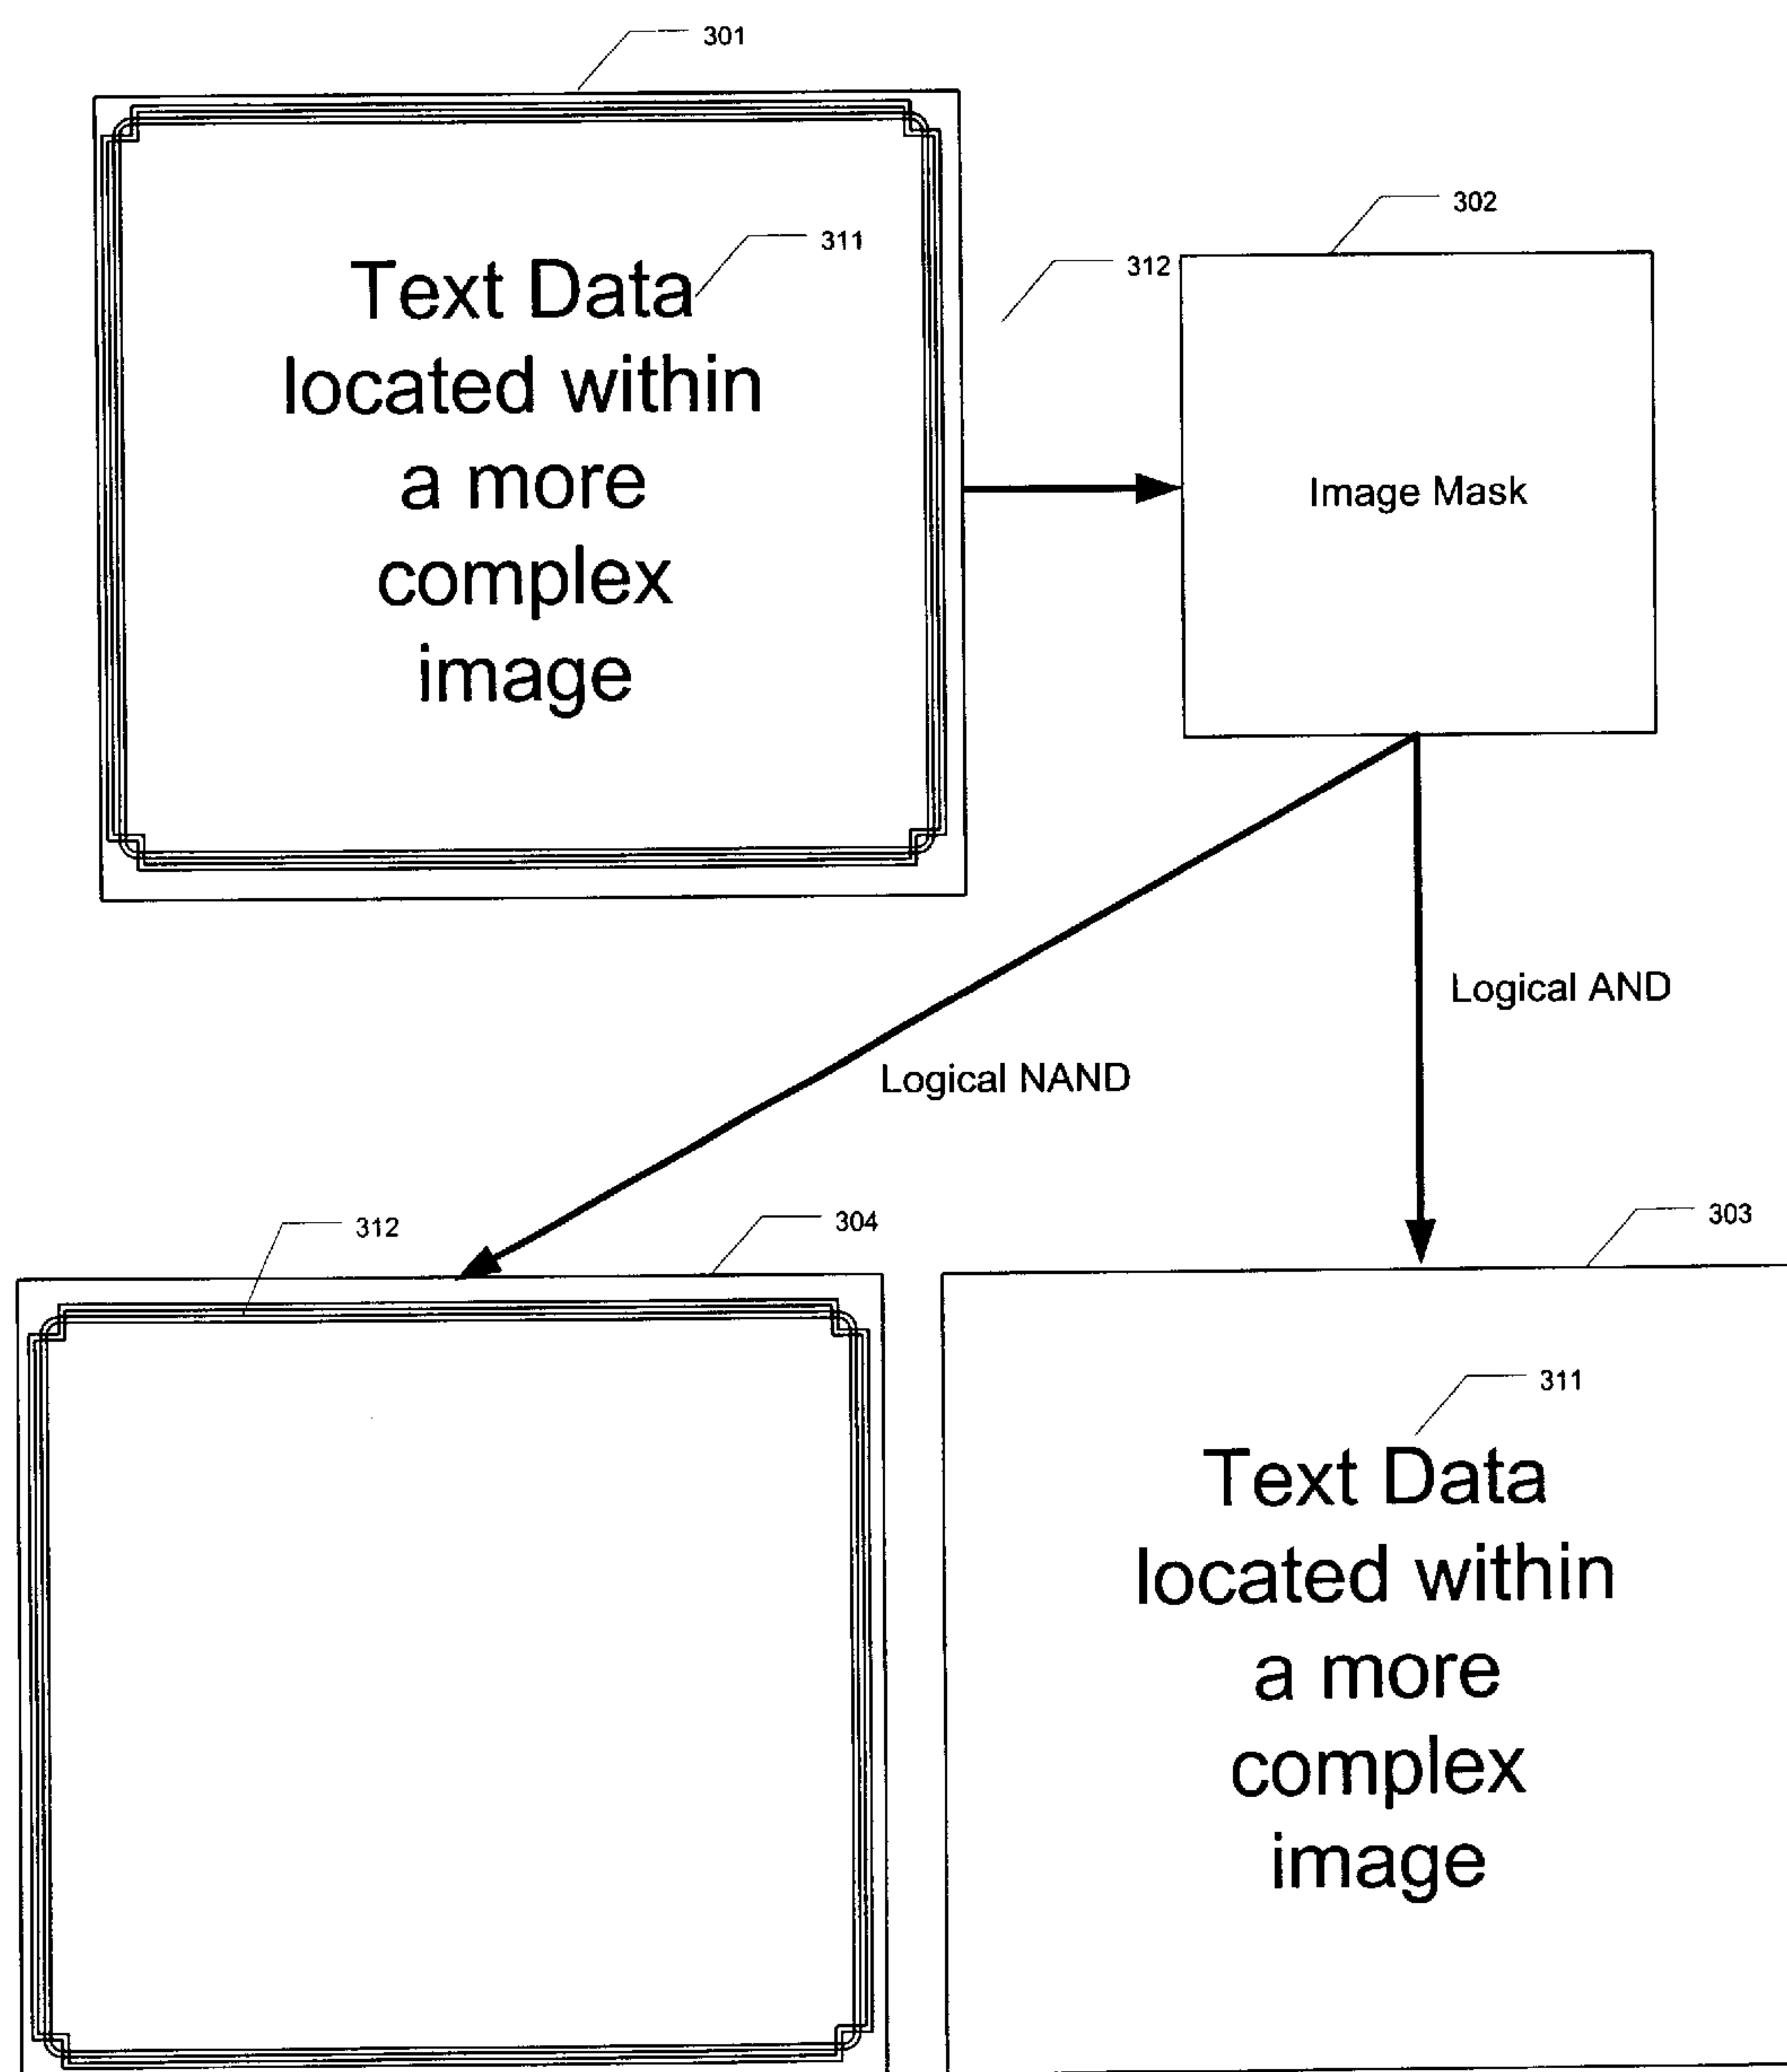 301
302
311
312
Text Data
located within
a more
complex
image
Image Mask
Logical AND
Logical NAND
312
304
303
311
Text Data
located within
a more
complex
image